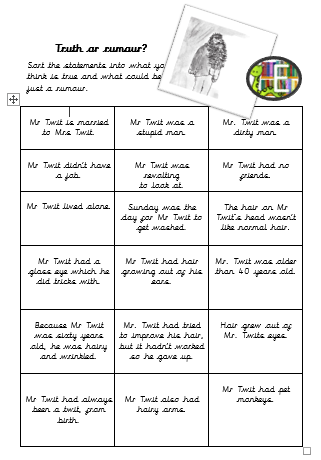 Truth or rumour?
Sort the statements into what you
think is true and what could be
just a rumour.
Mr Twit is married
to Mrs Twit.
Mr Twit was a
stupid man.
Mr. Twit was a
dirty man.
Mr Twit didn't have
a job.
Mr Twit was
revolting
to look at.
Mr Twit had no
friends.
Mr Twit lived alone.
Sunday was the
day for Mr Twit to
get washed.
The hair on Mr
Twit's head wasn't
like normal hair.
Mr Twit had a
glass eye which he
did tricks with.
Mr Twit had hair
growing out of his
ears.
Mr. Twit was older
than 40 years old.
Because Mr Twit
was sixty years
old, he was hairy
and wrinkled.
Mr. Twit had tried
to improve his hair,
but it hadn't worked
so he gave up.
Hair grew out of
Mr. Twits eyes.
Mr Twit had always
been a twit, from
birth.
Mr Twit also had
hairy arms.
Mr Twit had pet
monkeys.